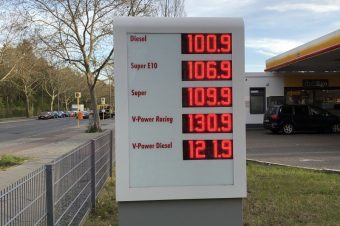 Diesel 100.9
Super E10 106.9
Super 109.9
V-Power Racing 130.9
V-Power Diesel 121.9